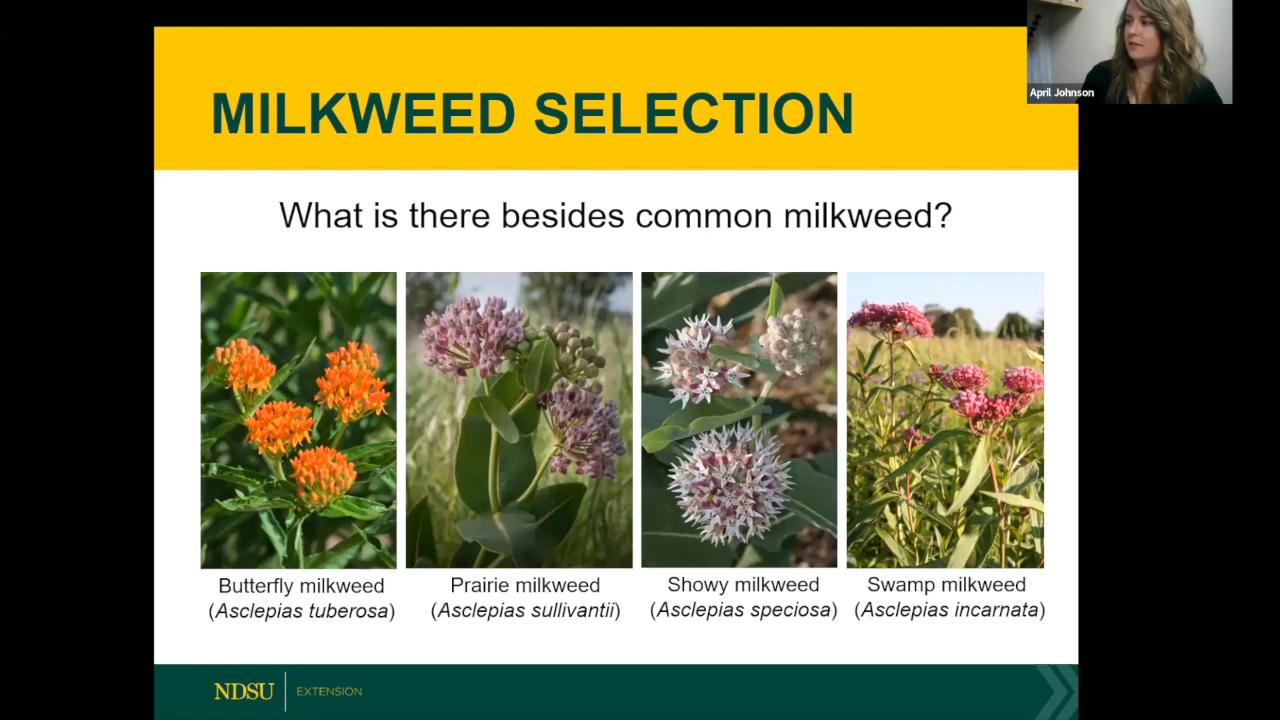 April Johnson
MILKWEED SELECTION
What is there besides common milkweed?
Butterfly milkweed
(Asclepias tuberosa)
Prairie milkweed
(Asclepias sullivantii)
Showy milkweed
(Asclepias speciosa)
Swamp milkweed
(Asclepias incarnata)
NDSU
EXTENSION